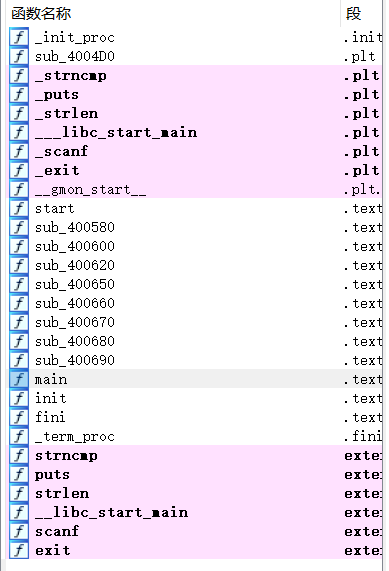 函数名称 段
f _init_proc .init
f sub_4004D0 .plt
f _strncmp .plt
f _puts .plt
f _strlen .plt
f ___libc_start_main .plt
f _scanf .plt
f _exit .plt
f __gmon_start__ .plt.
f start .text
f sub_400580 .text
f sub_400600 .text
f sub_400620 .text
f sub_400650 .text
f sub_400660 .text
f sub_400670 .text
f sub_400680 .text
f sub_400690 .text
f main .text
f init .text
f fini .text
f _term_proc .fini
f strncmp exte
f puts exte
f strlen exte
f __libc_start_main exte
f scanf exte
f exit exte